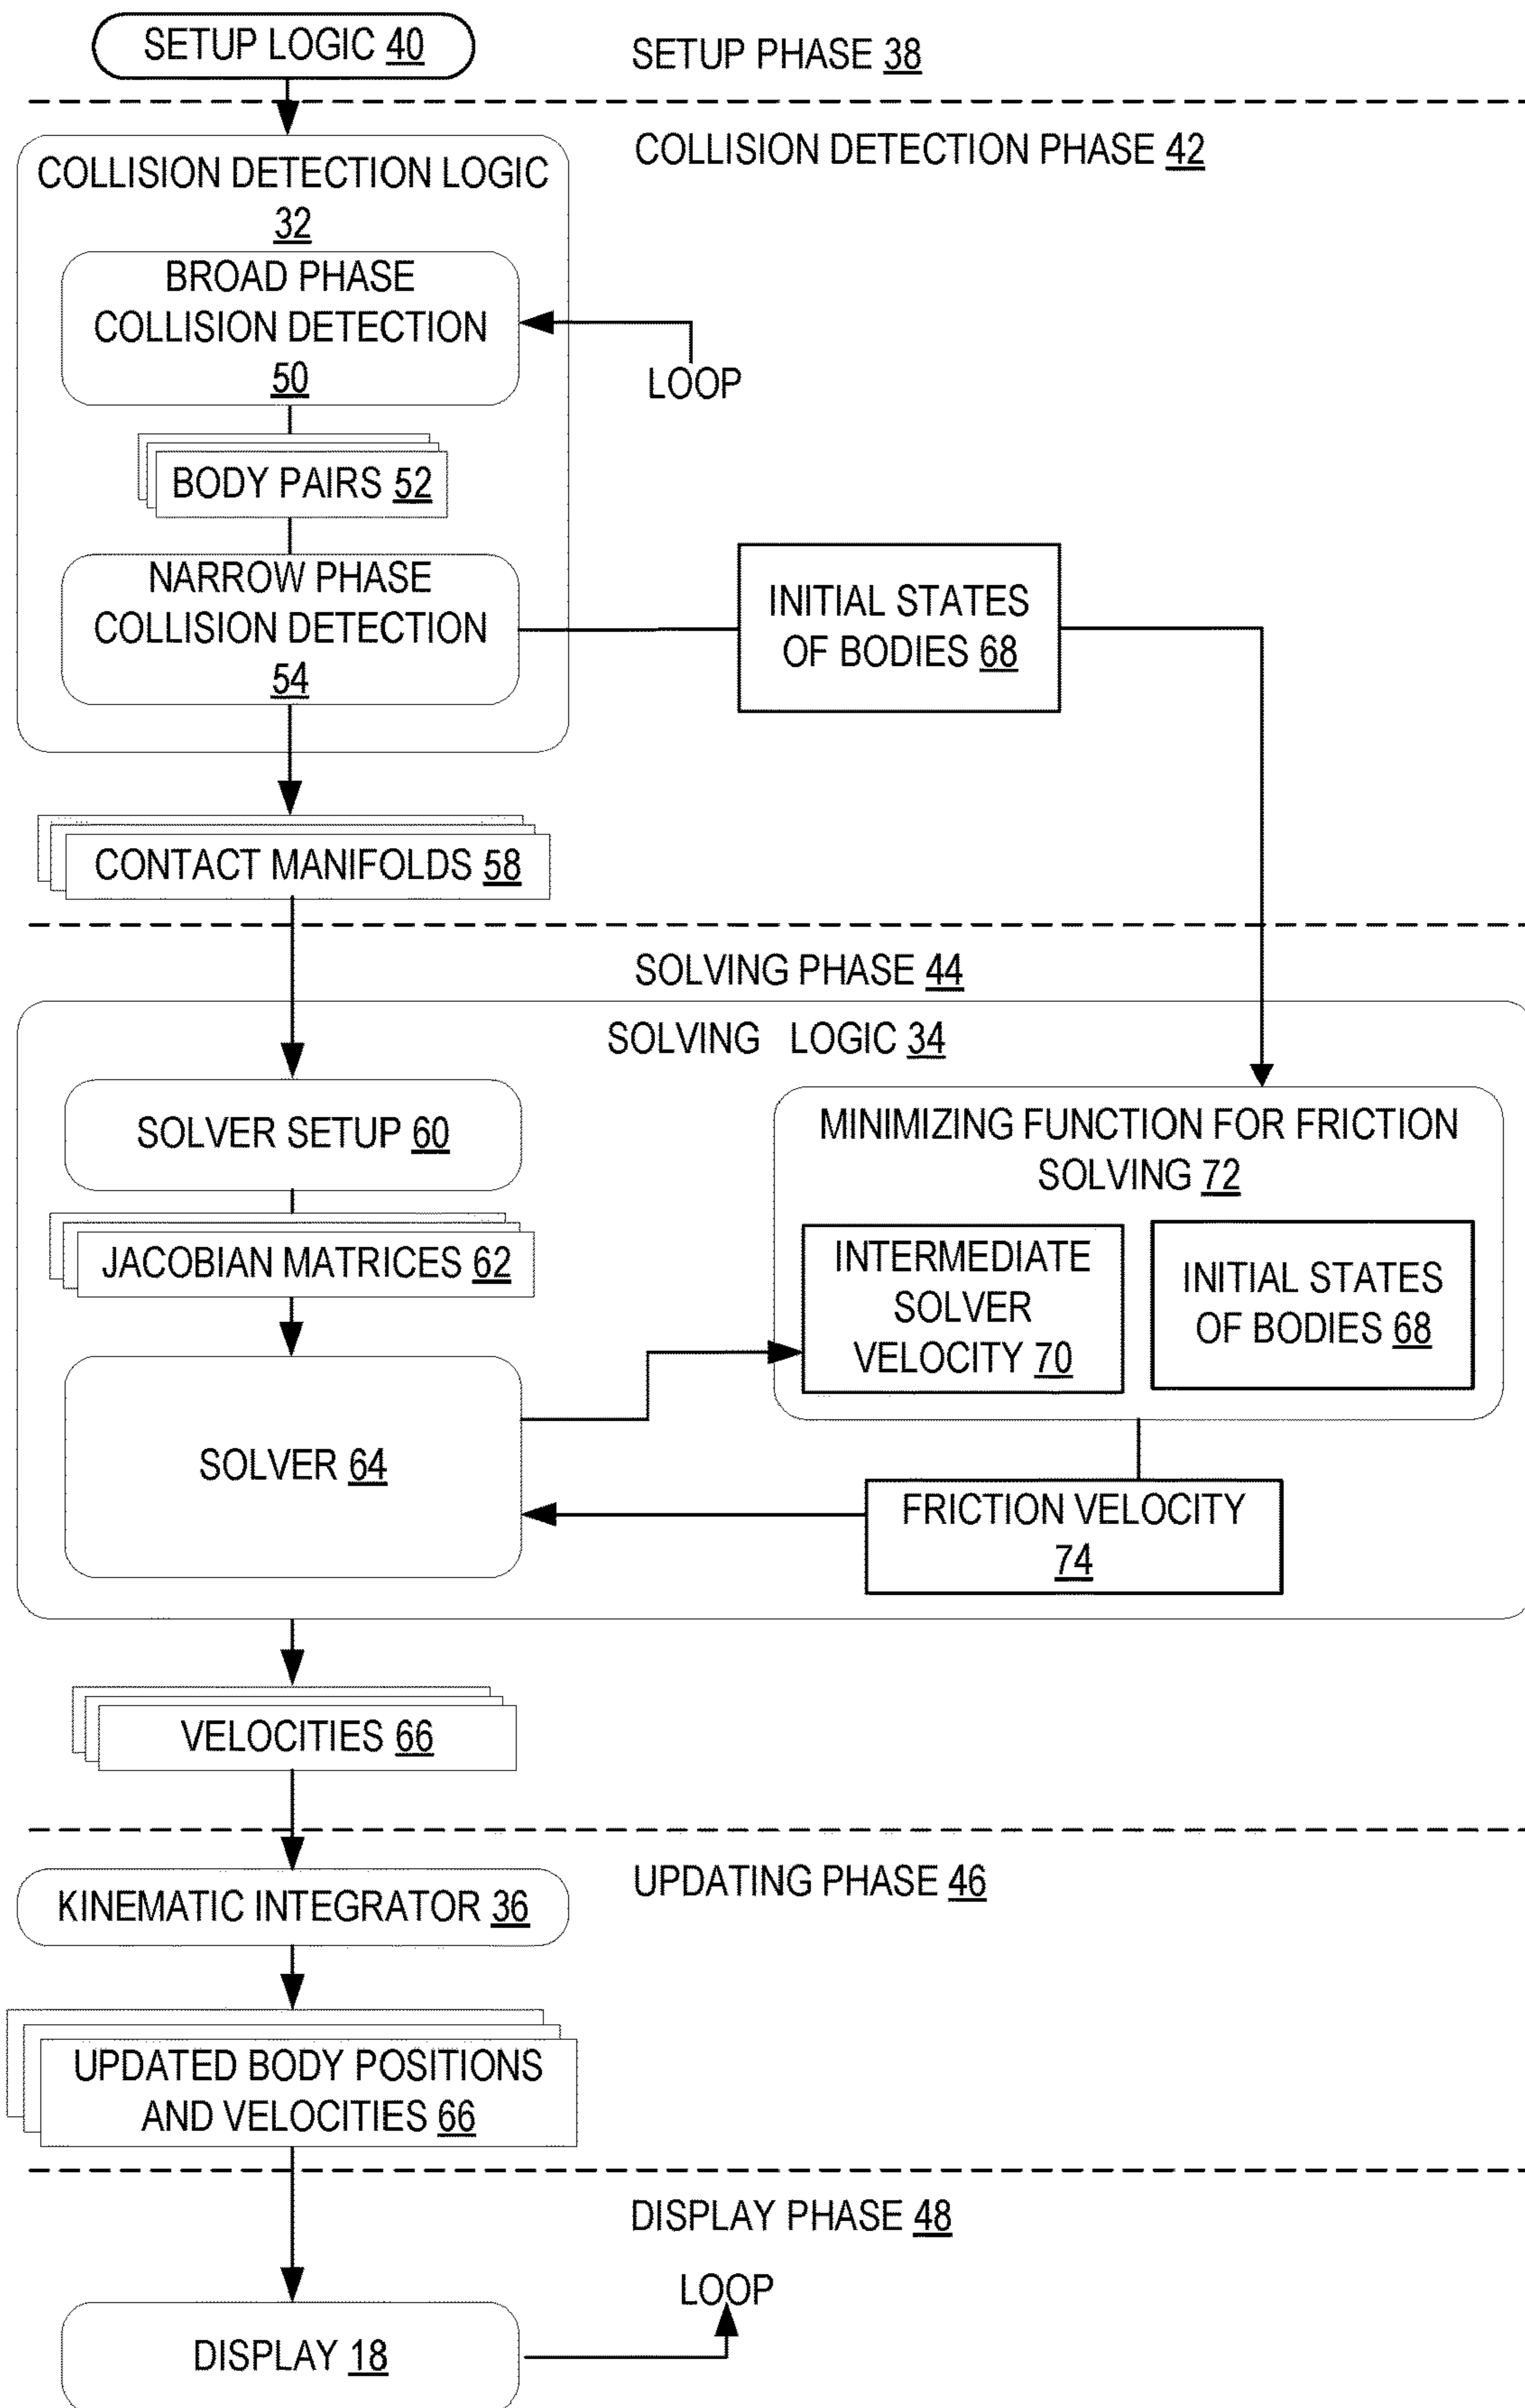 SETUP LOGIC 40
SETUP PHASE 38
COLLISION DETECTION PHASE 42
COLLISION DETECTION LOGIC
32
BROAD PHASE
COLLISION DETECTION
50
LOOP
BODY PAIRS 52
NARROW PHASE
COLLISION DETECTION
54
INITIAL STATES
OF BODIES 68
CONTACT MANIFOLDS 58
SOLVING PHASE 44
SOLVING LOGIC 34
SOLVER SETUP 60
MINIMIZING FUNCTION FOR FRICTION
SOLVING 72
JACOBIAN MATRICES 62
INTERMEDIATE
SOLVER
VELOCITY 70
INITIAL STATES
OF BODIES 68
SOLVER 64
FRICTION VELOCITY
74
VELOCITIES 66
UPDATING PHASE 46
KINEMATIC INTEGRATOR 36
UPDATED BODY POSITIONS
AND VELOCITIES 66
DISPLAY PHASE 48
LOOP
DISPLAY 18